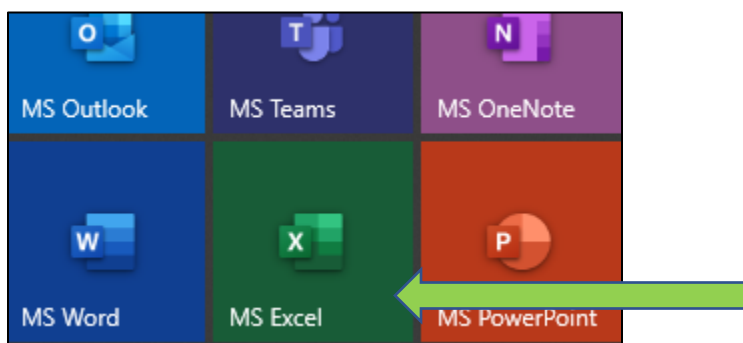 O
T
N
MS Outlook
MS Teams
MS OneNote
W
X
P
MS Word
MS Excel
MS PowerPoint